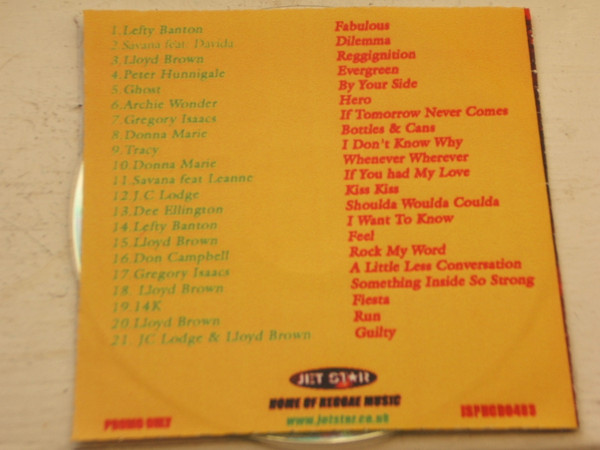 1.Lefty Banton Fabulous
2.Savana feat. Davida Dilemma
3.Lloyd Brown Reggignition
4.Peter Hunnigale Evergreen
5.Ghost By Your Side
6.Archie Wonder Hero
7.Gregory Isaacs If Tomorrow Never Comes
8.Donna Marie Bottles & Cans
9.Tracy I Don't Know Why
10.Donna Marie Whenever Wherever
11.Savana feat Leanne If You had My Love
12.J.C Lodge Kiss Kiss
13.Dee Ellington Shoulda Woulda Coulda
14.Lefty Banton I Want To Know
15.Lloyd Brown Feel
16.Don Campbell Rock My Word
17.Gregory Isaacs A Little Less Conversation
18. Lloyd Brown Something Inside So Strong
19.14K Fiesta
20.Lloyd Brown Run
21. JC Lodge & Lloyd Brown Guilty
JET STAR
HOME OF REGGAE MUSIC
PROMO ONLY
www.jetstar.co.uk